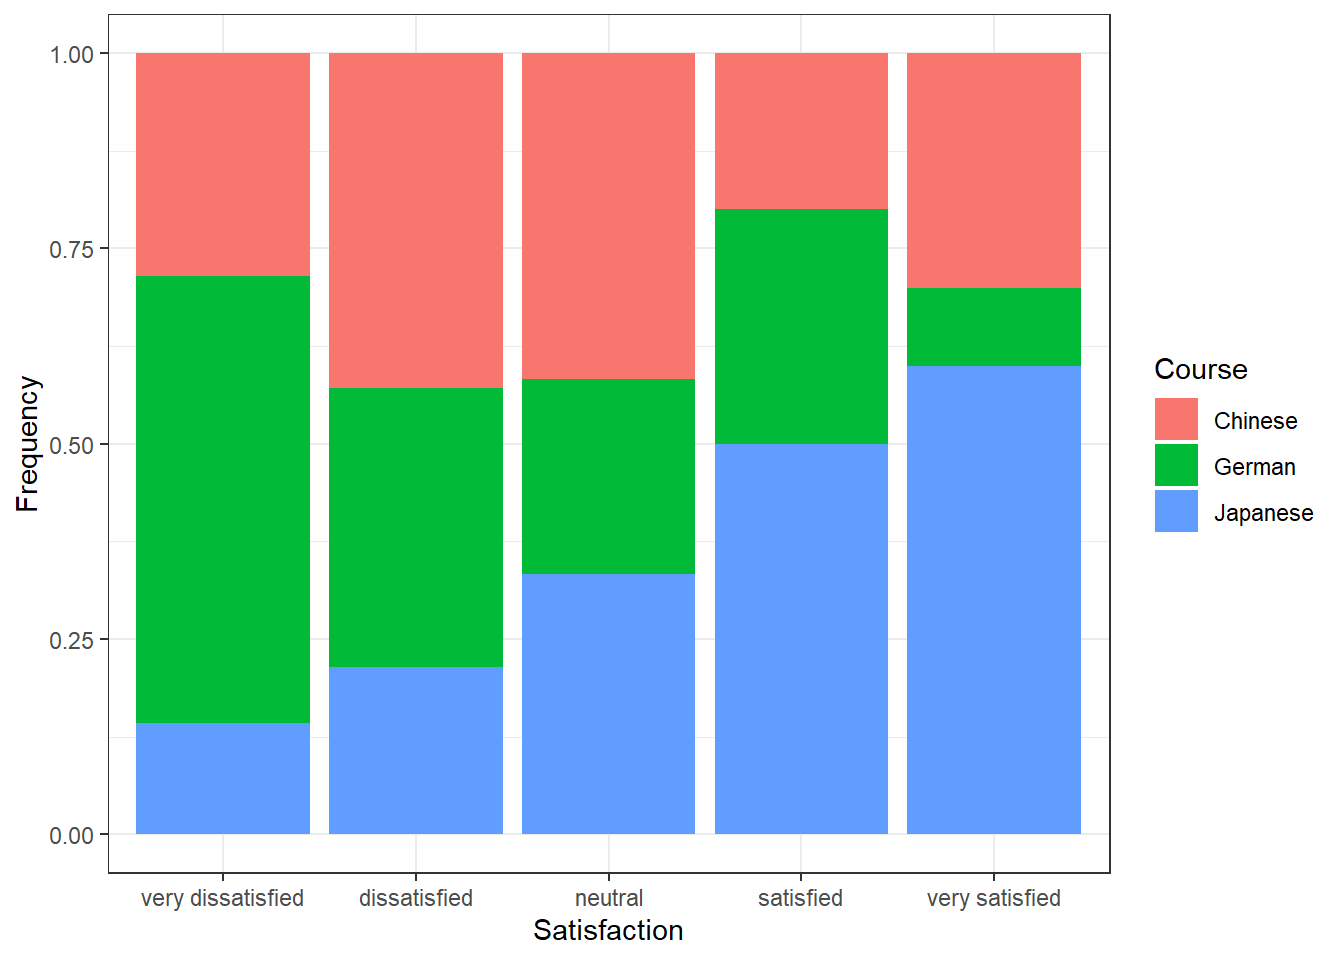 1.00
0.75
0.50
0.25
0.00
Frequency
very dissatisfied
dissatisfied
neutral
satisfied
very satisfied
Satisfaction
Course
Chinese
German
Japanese